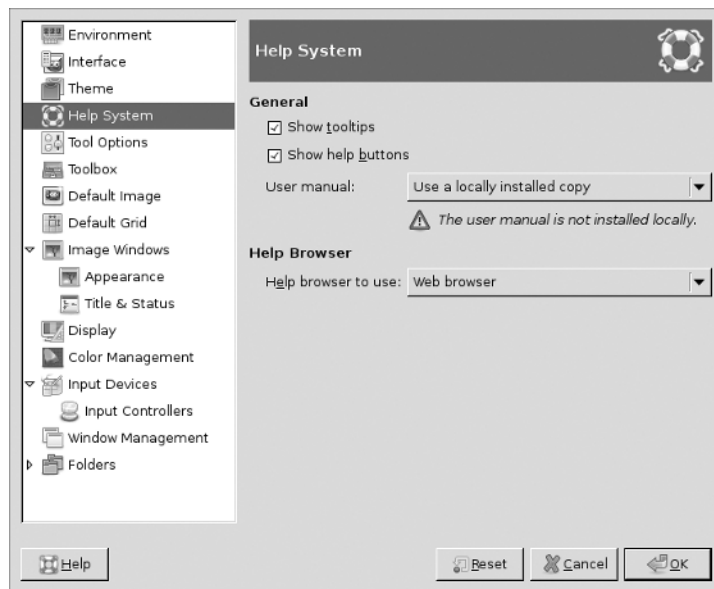 Environment
Interface
Theme
Help System
Tool Options
Toolbox
Default Image
Default Grid
Image Windows
Appearance
Title & Status
Display
Color Management
Input Devices
Input Controllers
Window Management
Folders
Help System
General
Show tooltips
Show help buttons
User manual: Use a locally installed copy
The user manual is not installed locally.
Help Browser
Help browser to use: Web browser
Help Reset Cancel OK